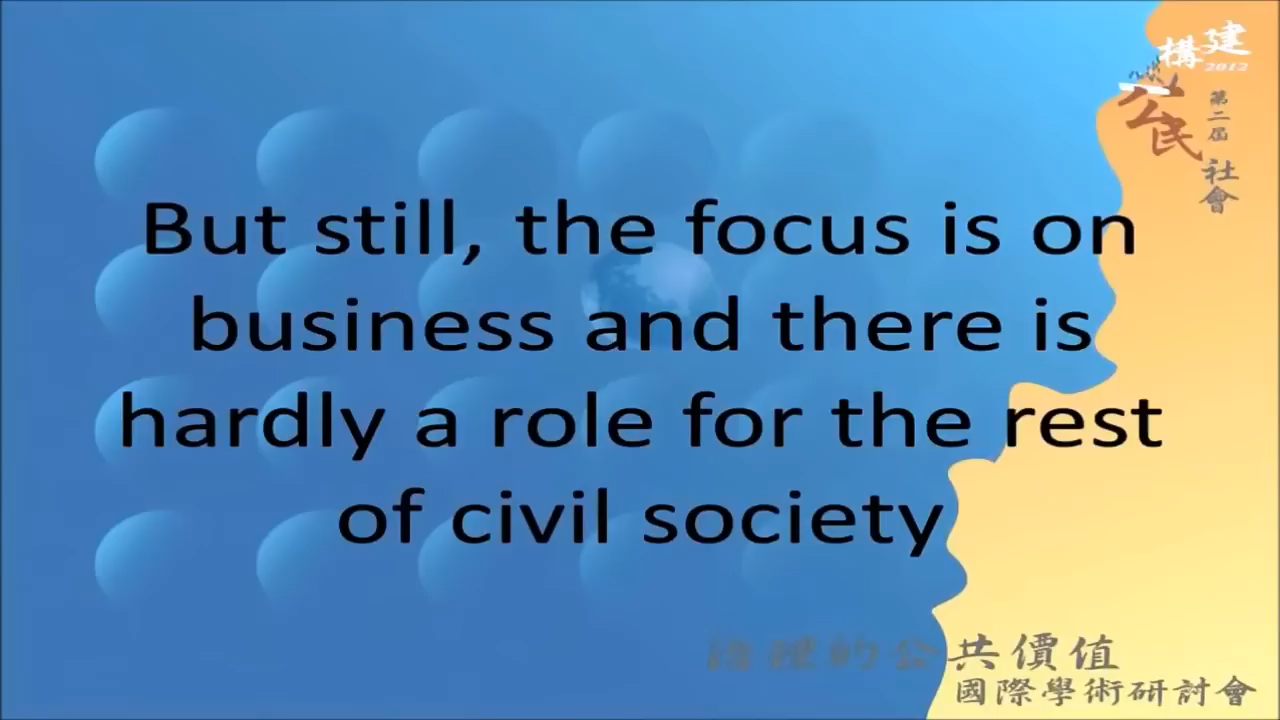 構建
2012
公民
第二屆
社會
But still, the focus is on
business and there is
hardly a role for the rest
of civil society
的公共價值
國際學術研討會